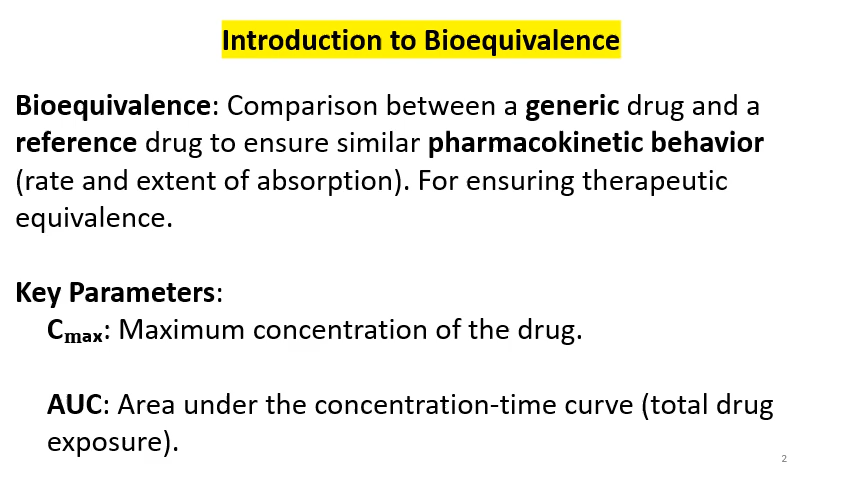 Introduction to Bioequivalence
Bioequivalence: Comparison between a generic drug and a
reference drug to ensure similar pharmacokinetic behavior
(rate and extent of absorption). For ensuring therapeutic
equivalence.
Key Parameters:
Cₘₐₓ: Maximum concentration of the drug.
AUC: Area under the concentration-time curve (total drug
exposure).
2